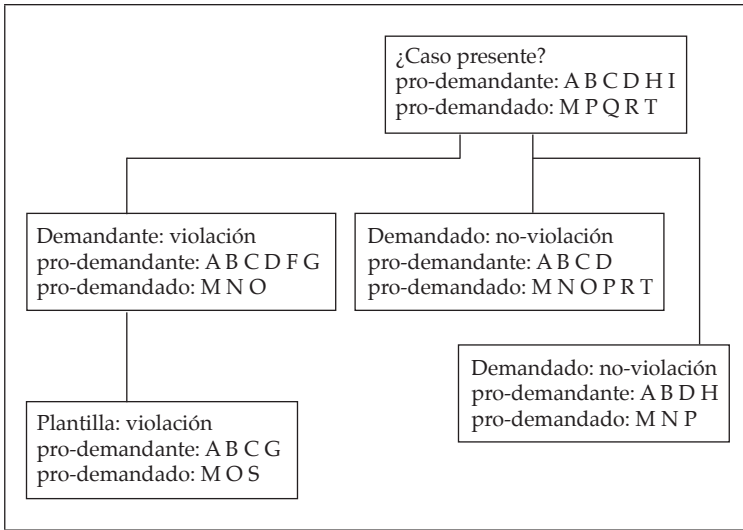 ¿Caso presente?
pro-demandante: A B C D H I
pro-demandado: M P Q R T
Demandante: violación
pro-demandante: A B C D F G
pro-demandado: M N O
Demandado: no-violación
pro-demandante: A B C D
pro-demandado: M N O P R T
Demandado: no-violación
pro-demandante: A B D H
pro-demandado: M N P
Plantilla: violación
pro-demandante: A B C G
pro-demandado: M O S